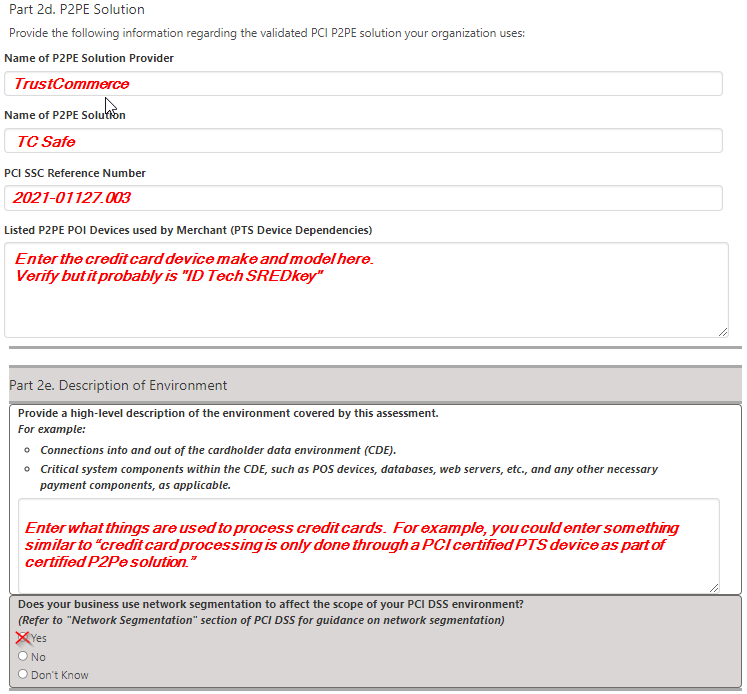 Part 2d. P2PE Solution
Provide the following information regarding the validated PCI P2PE solution your organization uses:
Name of P2PE Solution Provider
TrustCommerce
Name of P2PE Solution
TC Safe
PCI SSC Reference Number
2021-01127.003
Listed P2PE POI Devices used by Merchant (PTS Device Dependencies)
Enter the credit card device make and model here.
Verify but it probably is "ID Tech SREDkey"
Part 2e. Description of Environment
Provide a high-level description of the environment covered by this assessment.
For example:
Connections into and out of the cardholder data environment (CDE).
Critical system components within the CDE, such as POS devices, databases, web servers, etc., and any other necessary
payment components, as applicable.
Enter what things are used to process credit cards. For example, you could enter something
similar to “credit card processing is only done through a PCI certified PTS device as part of
certified P2Pe solution.”
Does your business use network segmentation to affect the scope of your PCI DSS environment?
(Refer to "Network Segmentation" section of PCI DSS for guidance on network segmentation)
Yes
No
Don't Know